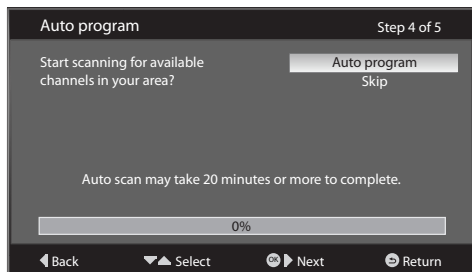 Auto program Step 4 of 5
Start scanning for available Auto program
channels in your area? Skip
Auto scan may take 20 minutes or more to complete.
0%
Back Select OK Next Return